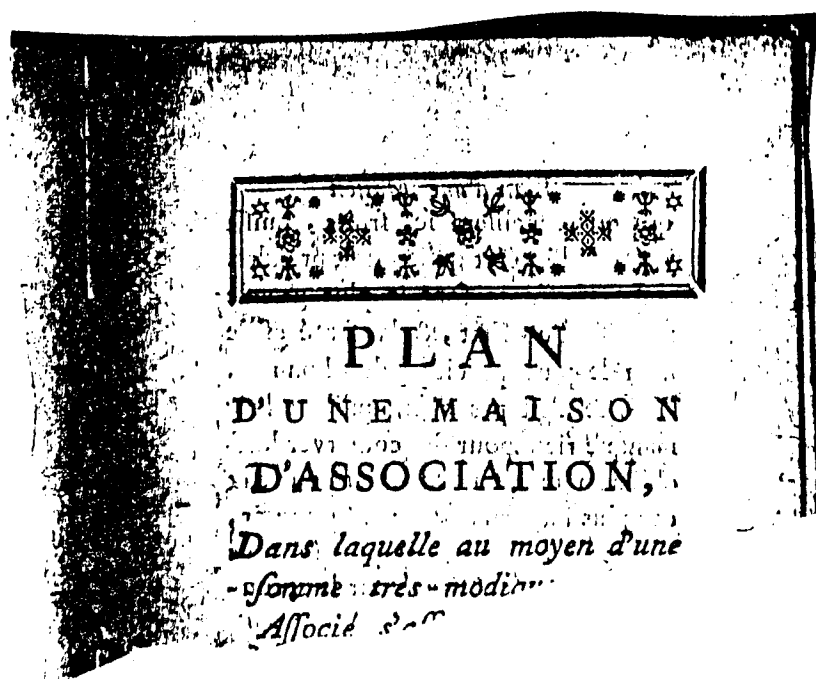 PLAN
D'UNE MAISON
D'ASSOCIATION,
Dans laquelle au moyen d'une
somme très-modi
Associé s'